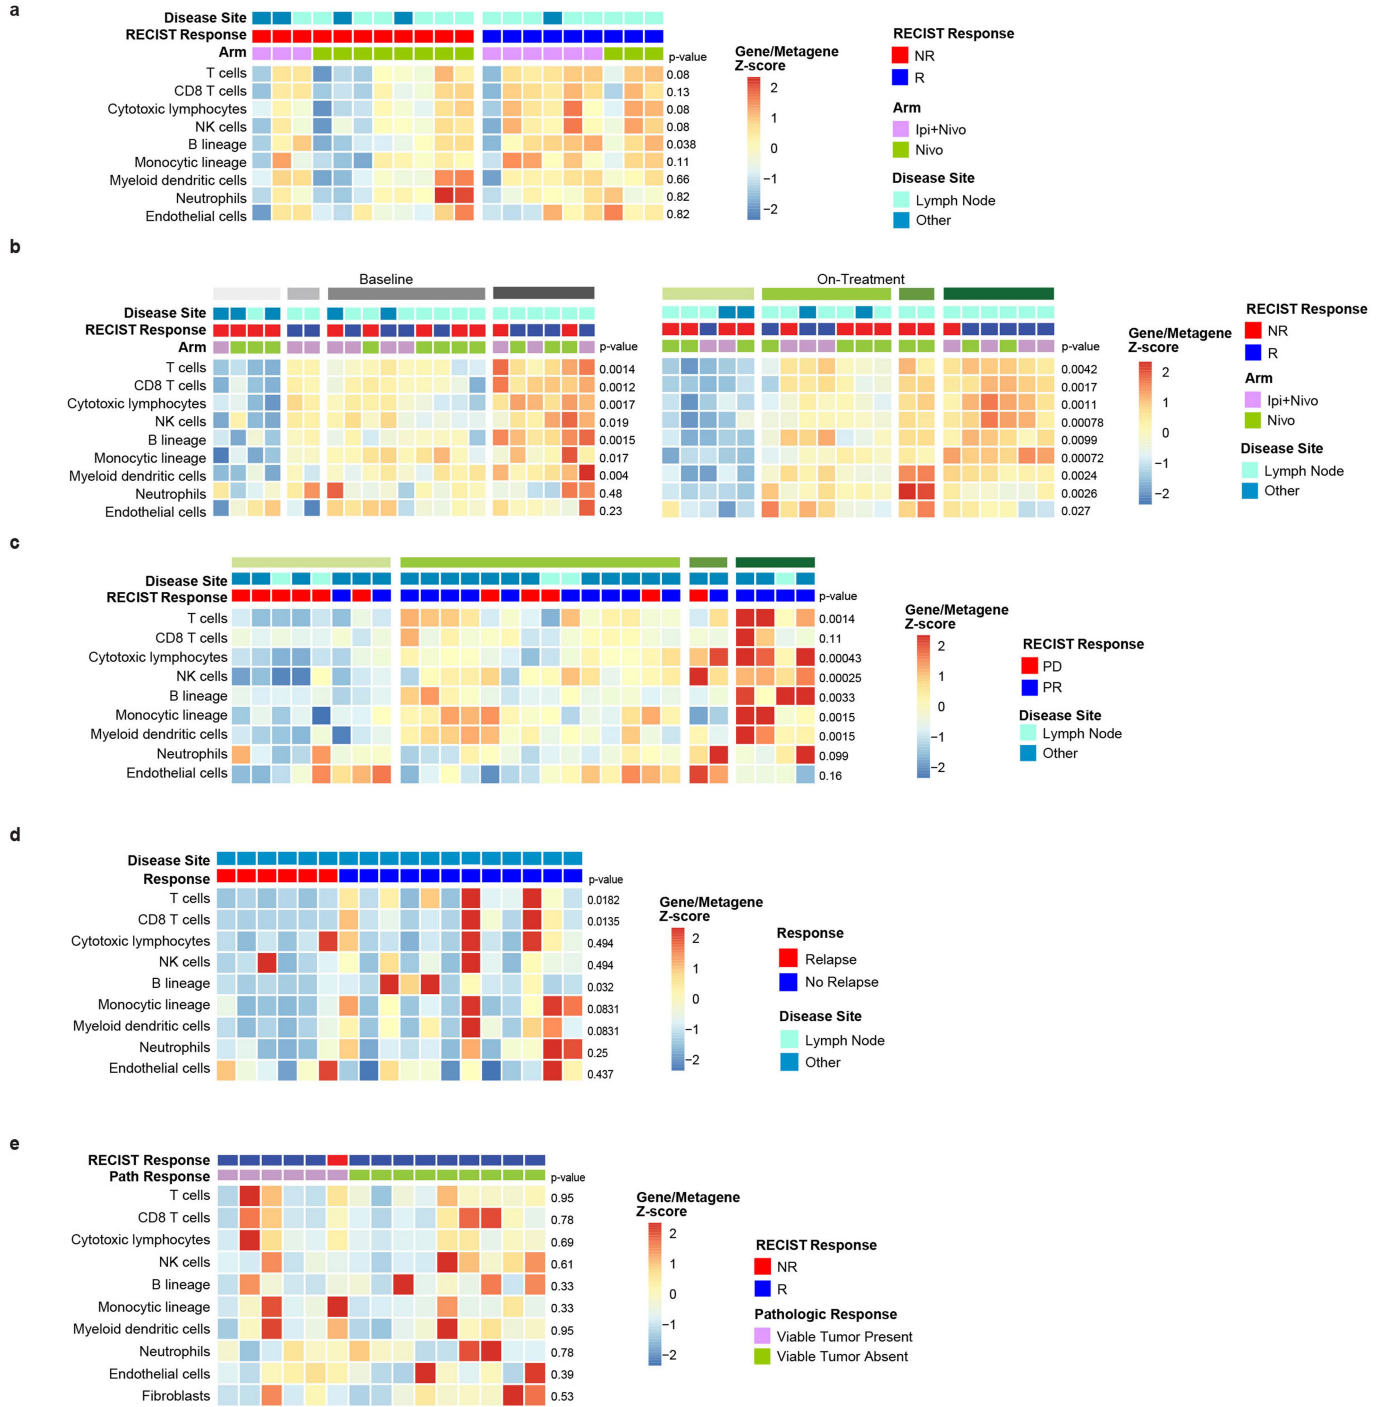 a
Disease Site
RECIST Response
Arm
p-value
T cells 0.08
CD8 T cells 0.13
Cytotoxic lymphocytes 0.08
NK cells 0.08
B lineage 0.038
Monocytic lineage 0.11
Myeloid dendritic cells 0.66
Neutrophils 0.82
Endothelial cells 0.82
Gene/Metagene
Z-score
2
1
0
−1
−2
RECIST Response
NR
R
Arm
Ipi+Nivo
Nivo
Disease Site
Lymph Node
Other
b
Baseline
On-Treatment
Disease Site
RECIST Response
Arm
p-value
p-value
T cells 0.0014 0.0042
CD8 T cells 0.0012 0.0017
Cytotoxic lymphocytes 0.0017 0.0011
NK cells 0.019 0.00078
B lineage 0.0015 0.0099
Monocytic lineage 0.017 0.00072
Myeloid dendritic cells 0.004 0.0024
Neutrophils 0.48 0.0026
Endothelial cells 0.23 0.027
Gene/Metagene
Z-score
2
1
0
−1
−2
RECIST Response
NR
R
Arm
Ipi+Nivo
Nivo
Disease Site
Lymph Node
Other
c
Disease Site
RECIST Response
p-value
T cells 0.0014
CD8 T cells 0.11
Cytotoxic lymphocytes 0.00043
NK cells 0.00025
B lineage 0.0033
Monocytic lineage 0.0015
Myeloid dendritic cells 0.0015
Neutrophils 0.099
Endothelial cells 0.16
Gene/Metagene
Z-score
2
1
0
−1
−2
RECIST Response
PD
PR
Disease Site
Lymph Node
Other
d
Disease Site
Response
p-value
T cells 0.0182
CD8 T cells 0.0135
Cytotoxic lymphocytes 0.494
NK cells 0.494
B lineage 0.032
Monocytic lineage 0.0831
Myeloid dendritic cells 0.0831
Neutrophils 0.25
Endothelial cells 0.437
Gene/Metagene
Z-score
2
1
0
−1
−2
Response
Relapse
No Relapse
Disease Site
Lymph Node
Other
e
RECIST Response
Path Response
p-value
T cells 0.95
CD8 T cells 0.78
Cytotoxic lymphocytes 0.69
NK cells 0.61
B lineage 0.33
Monocytic lineage 0.33
Myeloid dendritic cells 0.95
Neutrophils 0.78
Endothelial cells 0.39
Fibroblasts 0.53
Gene/Metagene
Z-score
2
1
0
−1
−2
RECIST Response
NR
R
Pathologic Response
Viable Tumor Present
Viable Tumor Absent